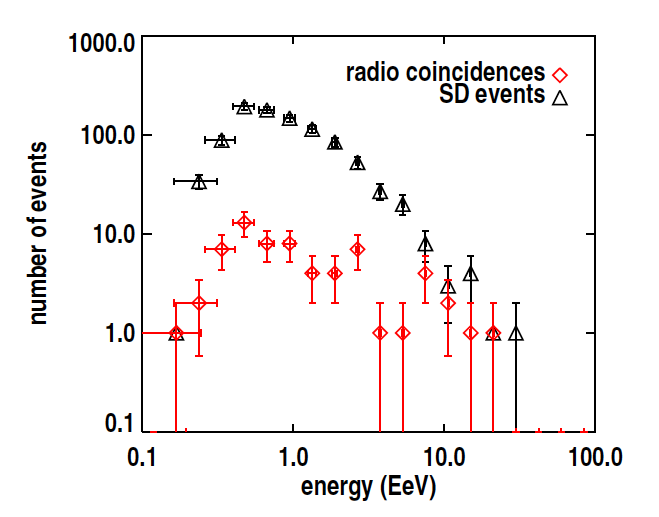 1000.0
radio coincidences
SD events
100.0
number of events
10.0
1.0
0.1
0.1 1.0 10.0 100.0
energy (EeV)